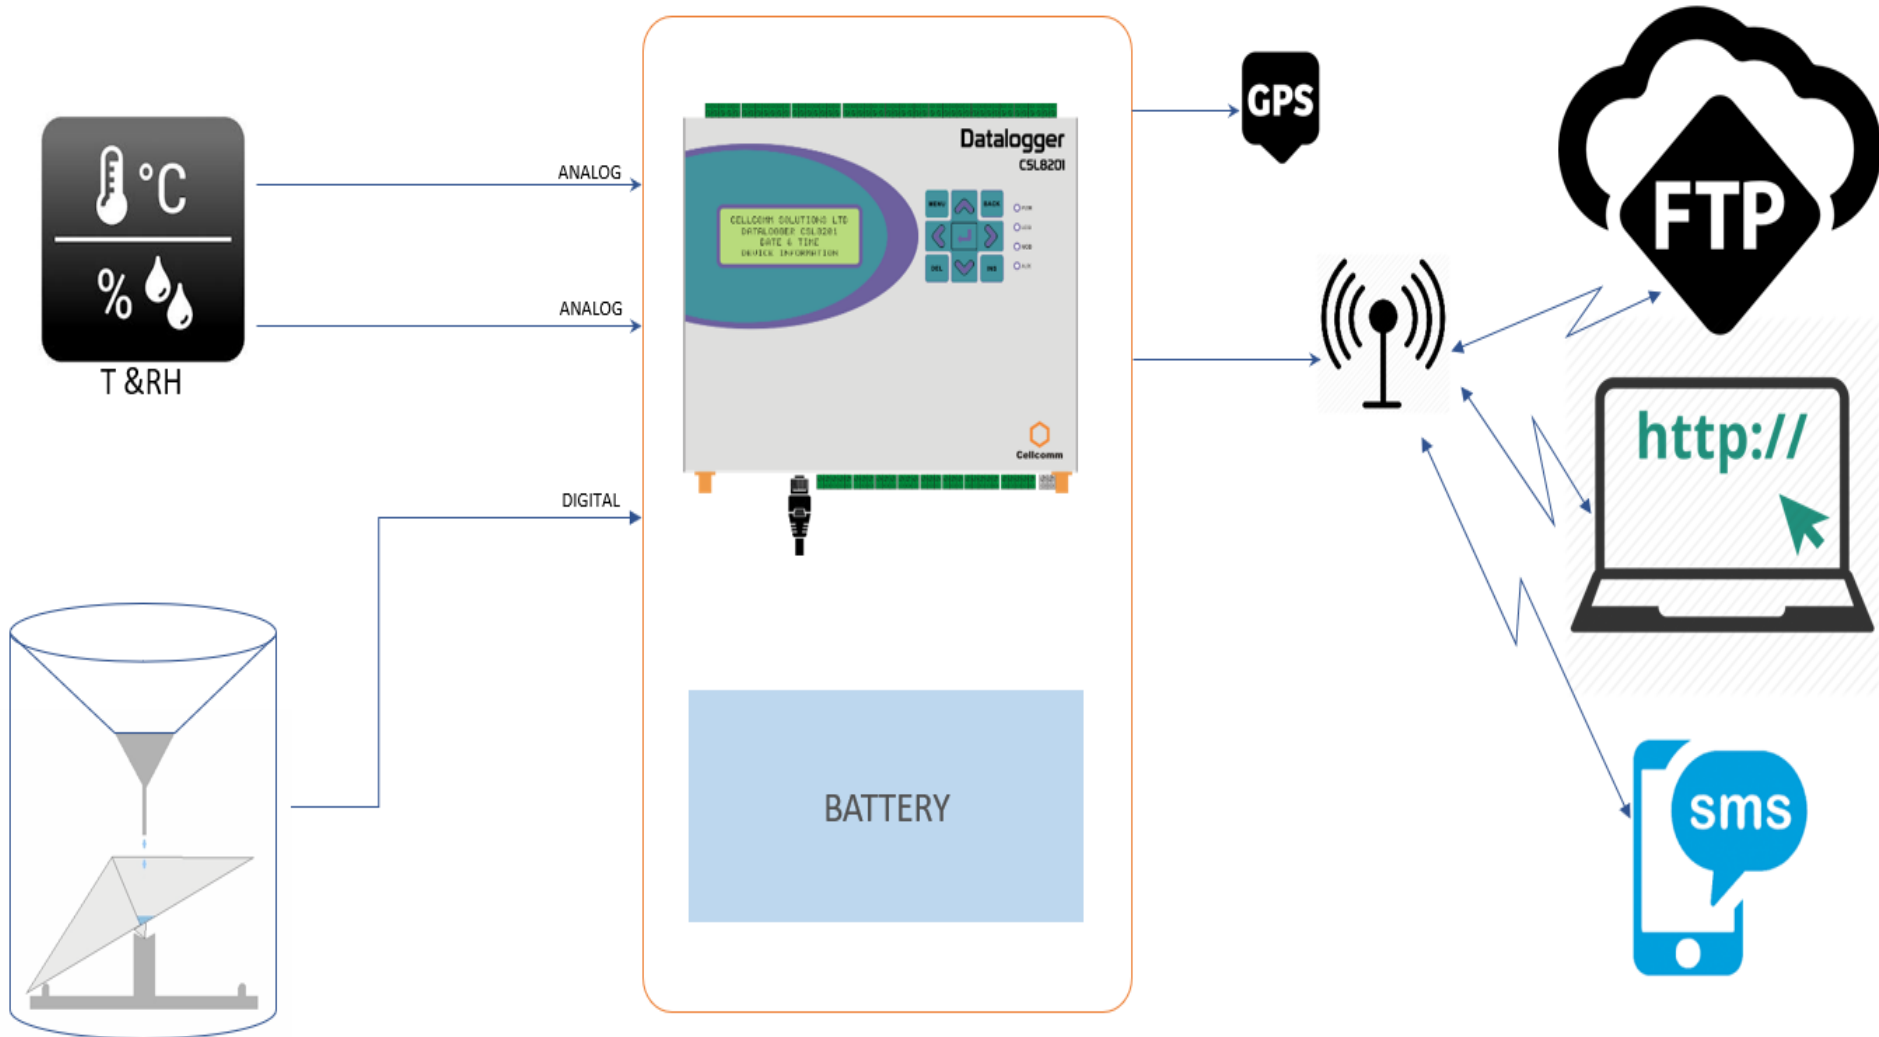 °C
%
T &RH
ANALOG
ANALOG
DIGITAL
Datalogger
CSL8201
CELLCOMM SOLUTIONS LTD
DATALOGGER CSL8201
DATE & TIME
DEVICE INFORMATION
MENU
BACK
DEL
Cellcomm
BATTERY
GPS
FTP
http://
sms